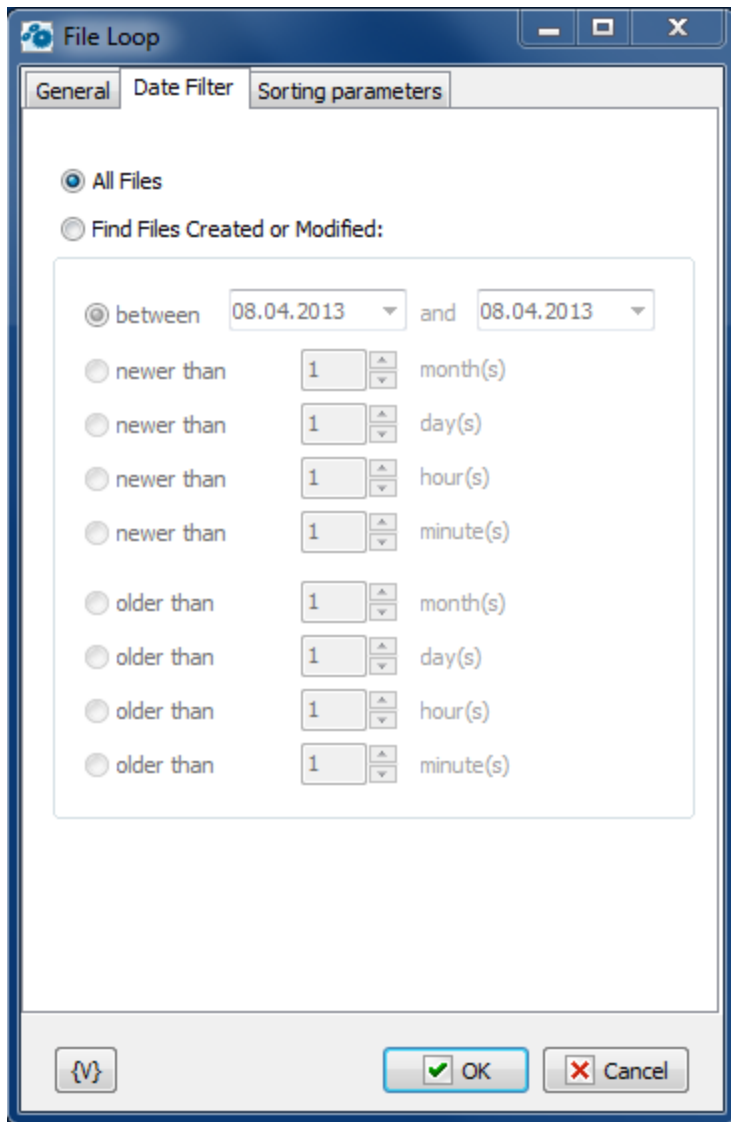 File Loop
General Date Filter Sorting parameters
All Files
Find Files Created or Modified:
between 08.04.2013 and 08.04.2013
newer than 1 month(s)
newer than 1 day(s)
newer than 1 hour(s)
newer than 1 minute(s)
older than 1 month(s)
older than 1 day(s)
older than 1 hour(s)
older than 1 minute(s)
{V} OK Cancel